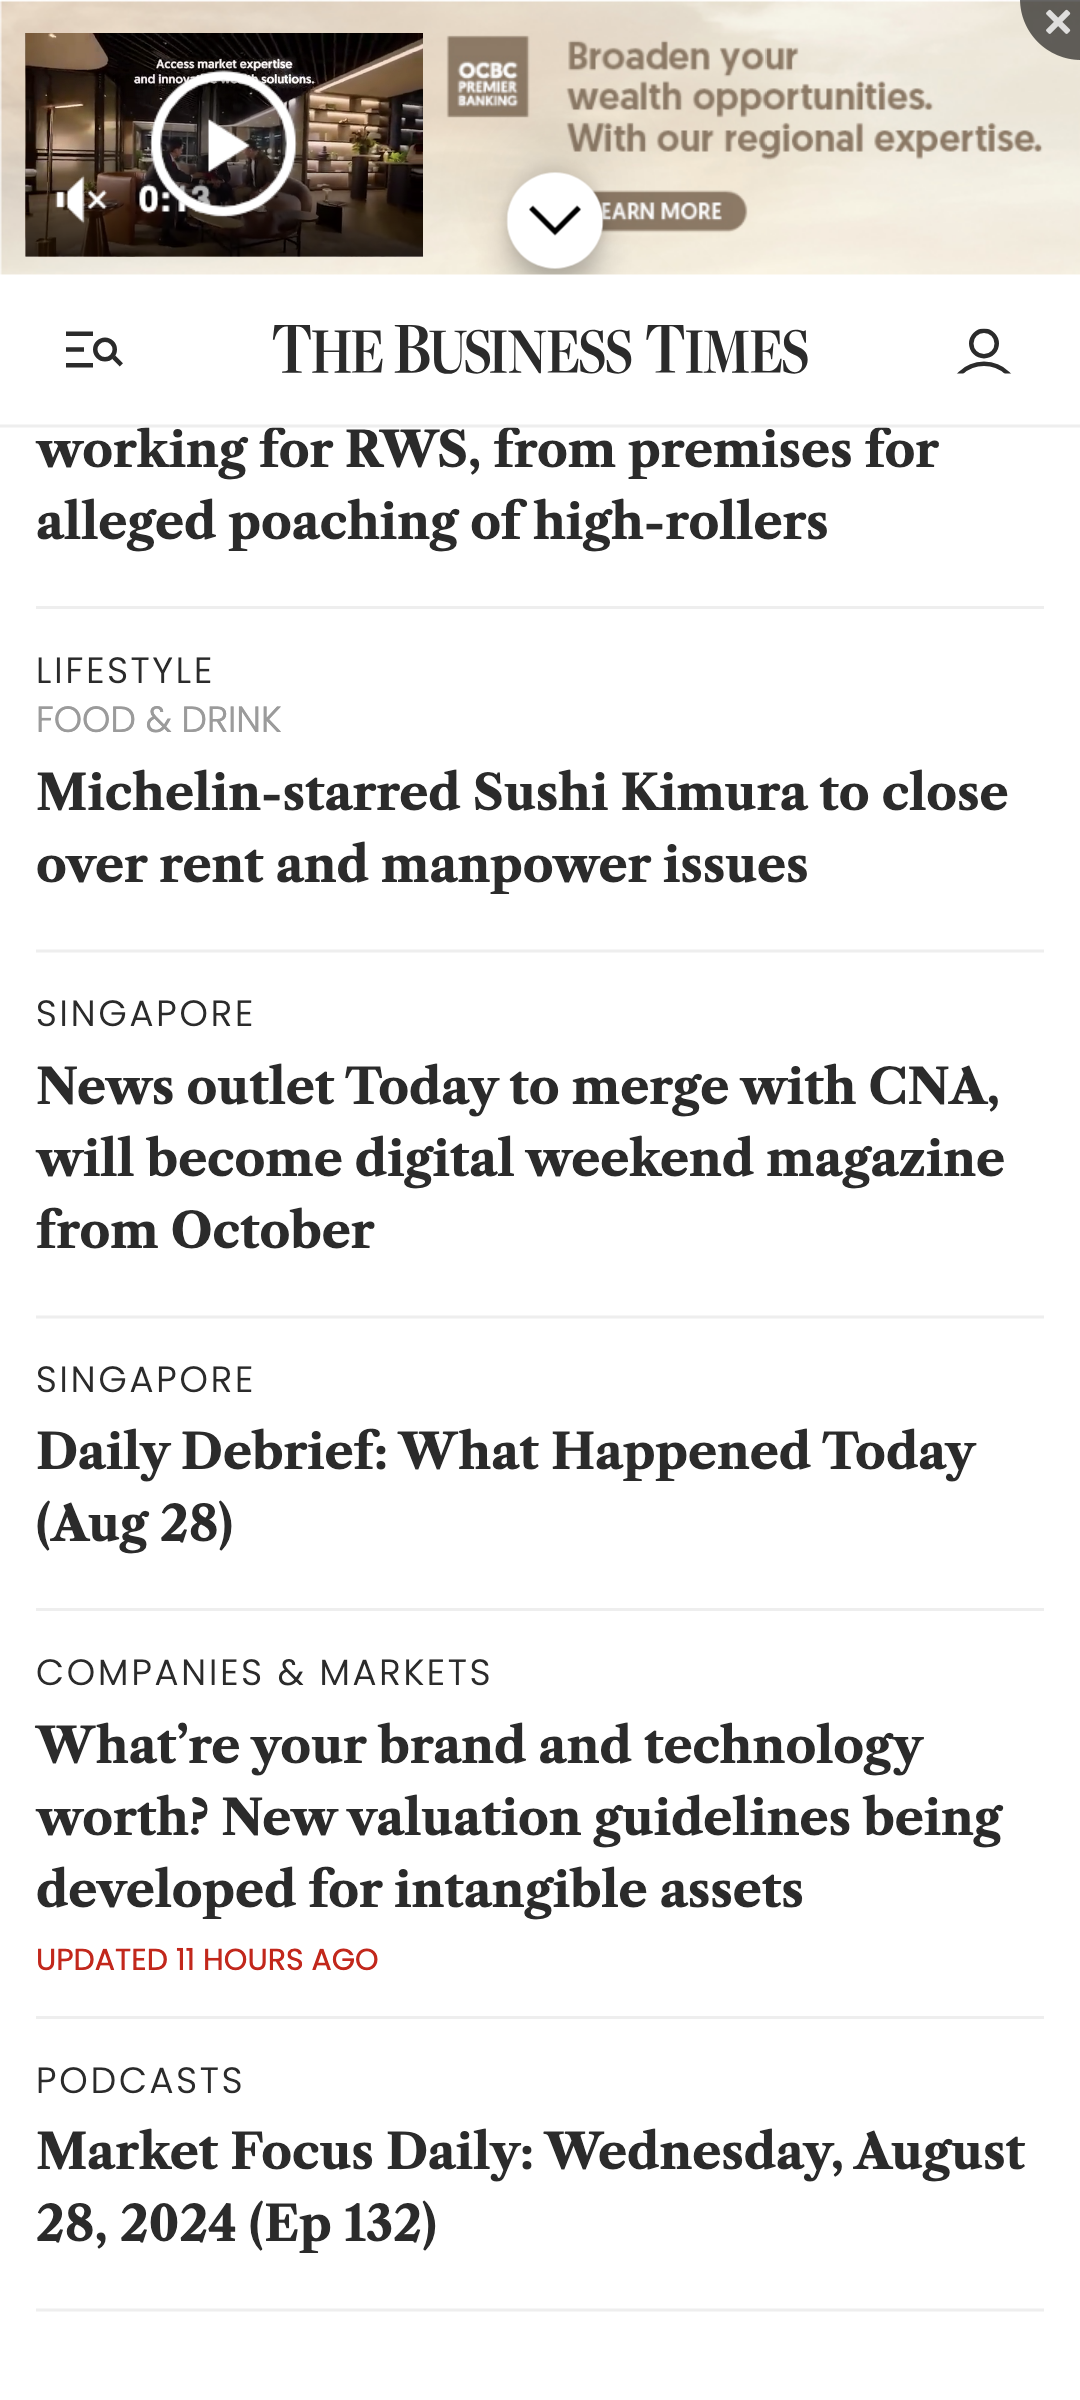 Access market expertise
and innov solutions.
0:13
OCBC
PREMIER
BANKING
Broaden your
wealth opportunities.
With our regional expertise.
EARN MORE
THE BUSINESS TIMES
working for RWS, from premises for
alleged poaching of high-rollers
LIFESTYLE
FOOD & DRINK
Michelin-starred Sushi Kimura to close
over rent and manpower issues
SINGAPORE
News outlet Today to merge with CNA,
will become digital weekend magazine
from October
SINGAPORE
Daily Debrief: What Happened Today
(Aug 28)
COMPANIES & MARKETS
What’re your brand and technology
worth? New valuation guidelines being
developed for intangible assets
UPDATED 11 HOURS AGO
PODCASTS
Market Focus Daily: Wednesday, August
28, 2024 (Ep 132)